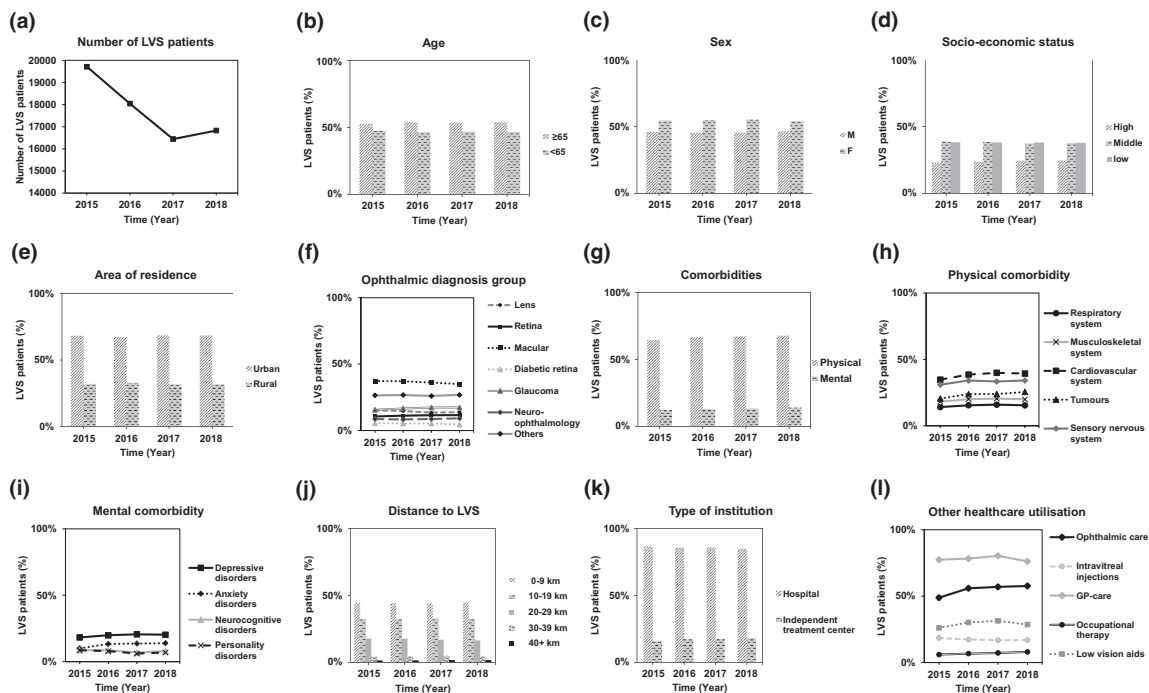 (a)
Number of LVS patients
20000
19000
18000
17000
16000
15000
14000
Number of LVS patients
2015 2016 2017 2018
Time (Year)
(b)
Age
100%
50%
0%
LVS patients (%)
≥65
<65
2015 2016 2017 2018
Time (Year)
(c)
Sex
100%
50%
0%
LVS patients (%)
M
F
2015 2016 2017 2018
Time (Year)
(d)
Socio-economic status
100%
50%
0%
LVS patients (%)
High
Middle
low
2015 2016 2017 2018
Time (Year)
(e)
Area of residence
100%
50%
0%
LVS patients (%)
Urban
Rural
2015 2016 2017 2018
Time (Year)
(f)
Ophthalmic diagnosis group
100%
50%
0%
LVS patients (%)
Lens
Retina
Macular
Diabetic retina
Glaucoma
Neuro-
ophthalmology
Others
2015 2016 2017 2018
Time (Year)
(g)
Comorbidities
100%
50%
0%
LVS patients (%)
Physical
Mental
2015 2016 2017 2018
Time (Year)
(h)
Physical comorbidity
100%
50%
0%
LVS patients (%)
Respiratory
system
Musculoskeletal
system
Cardiovascular
system
Tumours
Sensory nervous
system
2015 2016 2017 2018
Time (Year)
(i)
Mental comorbidity
100%
50%
0%
LVS patients (%)
Depressive
disorders
Anxiety
disorders
Neurocognitive
disorders
Personality
disorders
2015 2016 2017 2018
Time (Year)
(j)
Distance to LVS
100%
50%
0%
LVS patients (%)
0-9 km
10-19 km
20-29 km
30-39 km
40+ km
2015 2016 2017 2018
Time (Year)
(k)
Type of institution
100%
50%
0%
LVS patients (%)
Hospital
Independent
treatment center
2015 2016 2017 2018
Time (Year)
(l)
Other healthcare utilisation
100%
50%
0%
LVS patients (%)
Ophthalmic care
Intravitreal
injections
GP-care
Occupational
therapy
Low vision aids
2015 2016 2017 2018
Time (Year)